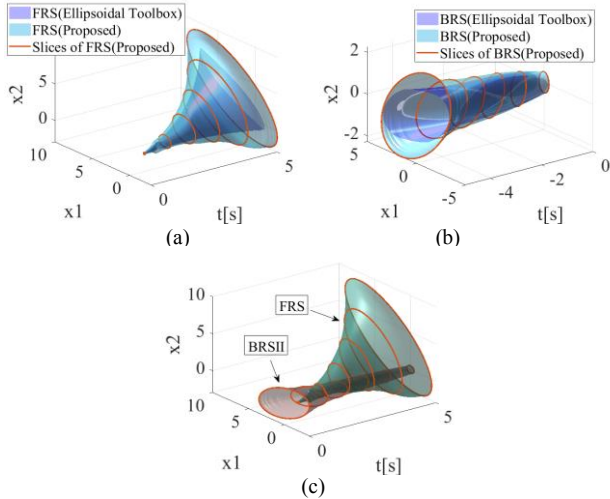 FRS(Ellipsoidal Toolbox)
FRS(Proposed)
Slices of FRS(Proposed)
x2
5
0
10
5
0
x1
0
5
t[s]
(a)
BRS(Ellipsoidal Toolbox)
BRS(Proposed)
Slices of BRS(Proposed)
x2
2
0
-2
5
0
-5
x1
-4
-2
0
t[s]
(b)
FRS
BRSII
x2
10
5
0
10
5
0
x1
0
5
t[s]
(c)